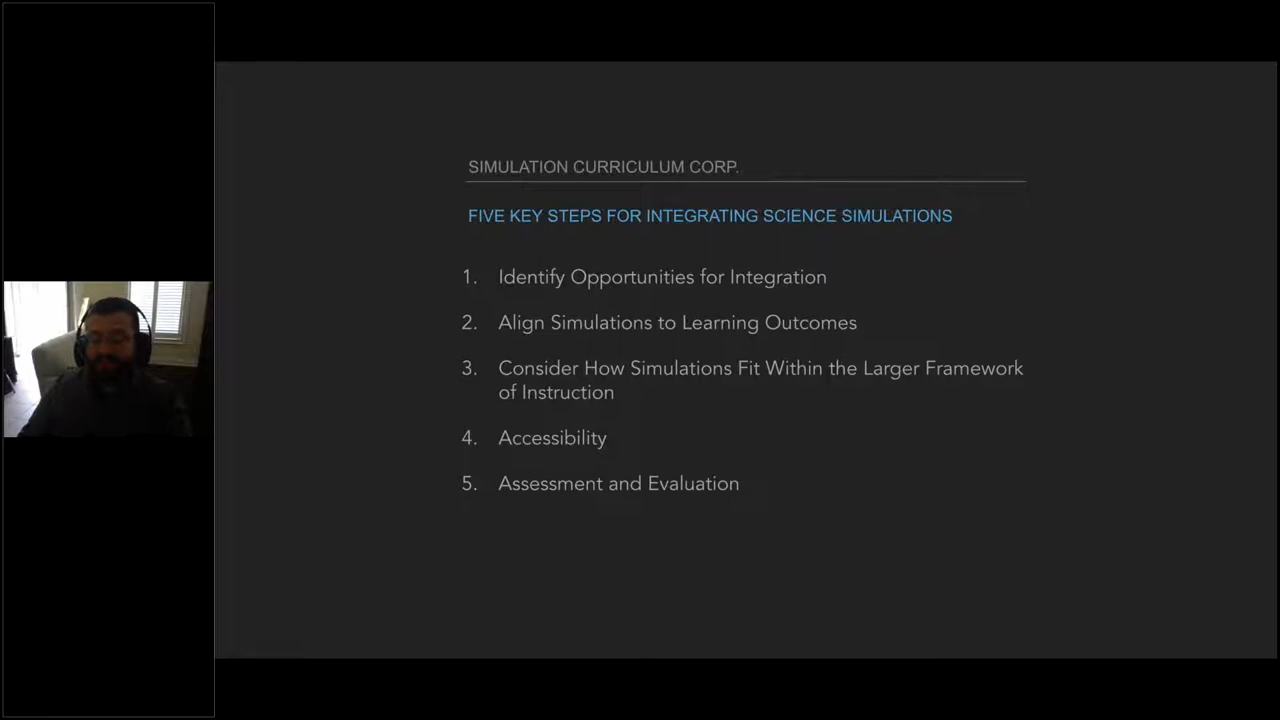 SIMULATION CURRICULUM CORP.
FIVE KEY STEPS FOR INTEGRATING SCIENCE SIMULATIONS
1. Identify Opportunities for Integration
2. Align Simulations to Learning Outcomes
3. Consider How Simulations Fit Within the Larger Framework
of Instruction
4. Accessibility
5. Assessment and Evaluation